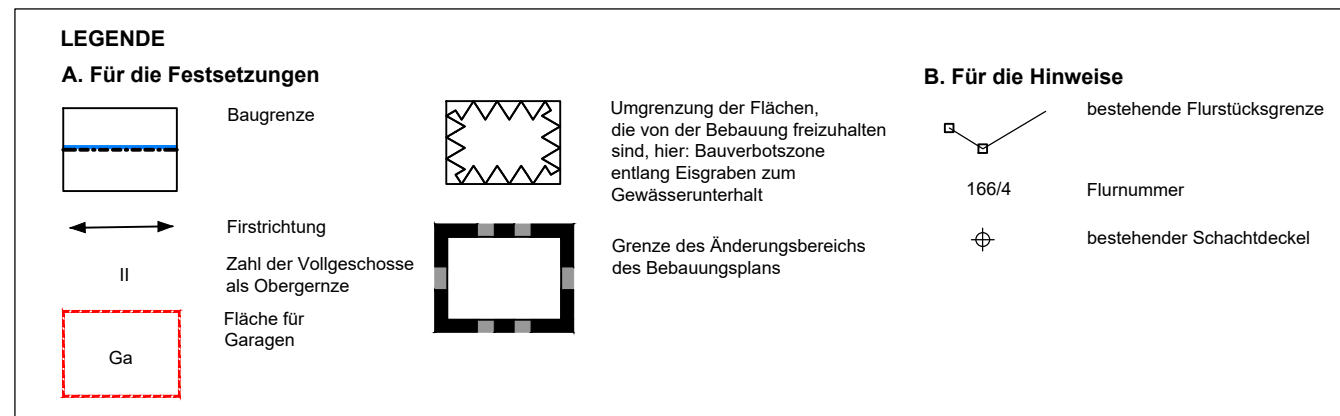 LEGENDE
A. Für die Festsetzungen
Baugrenze
Firstrichtung
II
Zahl der Vollgeschosse
als Obergernze
Ga
Fläche für
Garagen
Umgrenzung der Flächen,
die von der Bebauung freizuhalten
sind, hier: Bauverbotszone
entlang Eisgraben zum
Gewässerunterhalt
Grenze des Änderungsbereichs
des Bebauungsplans
B. Für die Hinweise
bestehende Flurstücksgrenze
166/4
Flurnummer
bestehender Schachtdeckel